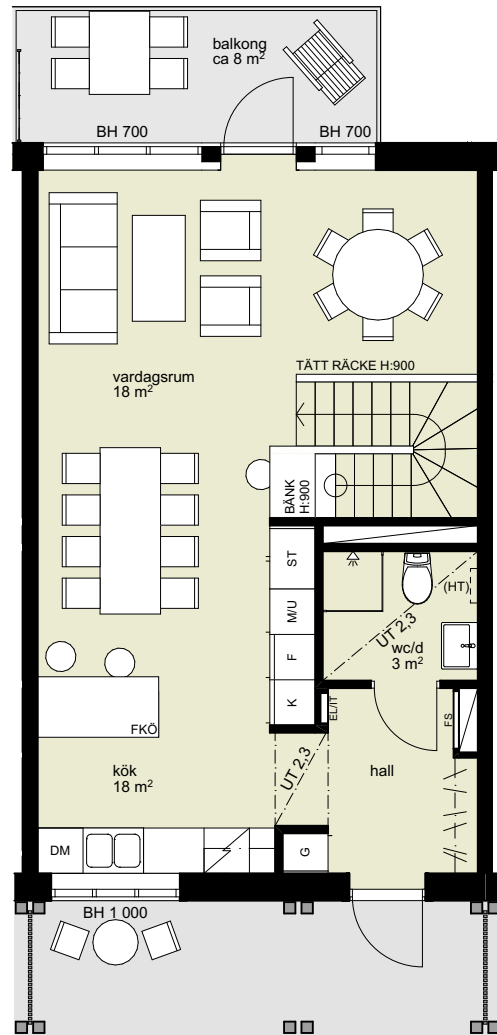 balkong
ca 8 m²
BH 700
BH 700
TÄTT RÄCKE H:900
vardagsrum
18 m²
BÄNK
H:900
ST
(HT)
M/U
UT 2,3
wc/d
3 m²
F
K
EL/IT
FS
FKÖ
UT 2,3
hall
kök
18 m²
DM
G
BH 1 000